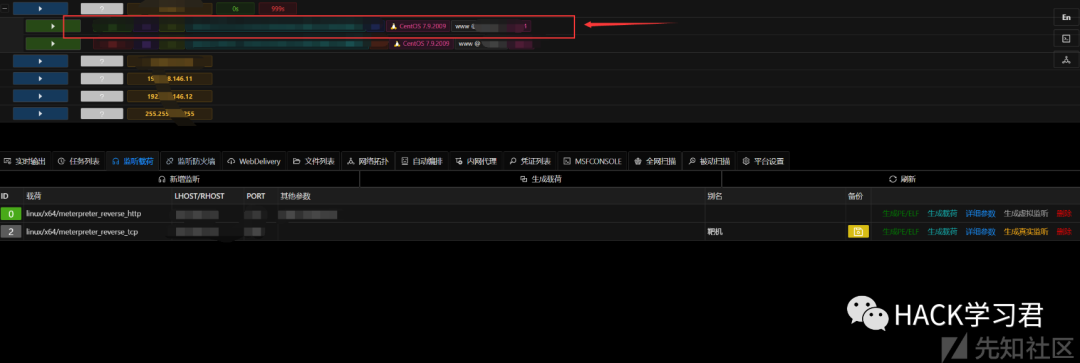 0s 999s
? CentOS 7.9.2009 www @
En
CentOS 7.9.2009 www @
?
? .146.11
? .146.12
? 255
实时输出 任务列表 监听载荷 监听防火墙 WebDelivery 文件列表 网络拓扑 自动编排 内网代理 凭证列表 MSFCONSOLE 全网扫描 被动扫描 平台设置
新增监听 生成载荷 刷新
ID 载荷 LHOST/RHOST PORT 其他参数 别名 备份
0 linux/x64/meterpreter_reverse_http 生成PE/ELF 生成载荷 详细参数 生成虚拟监听 删除
2 linux/x64/meterpreter_reverse_tcp 靶机 生成PE/ELF 生成载荷 详细参数 生成真实监听 删除
HACK学习君
先知社区